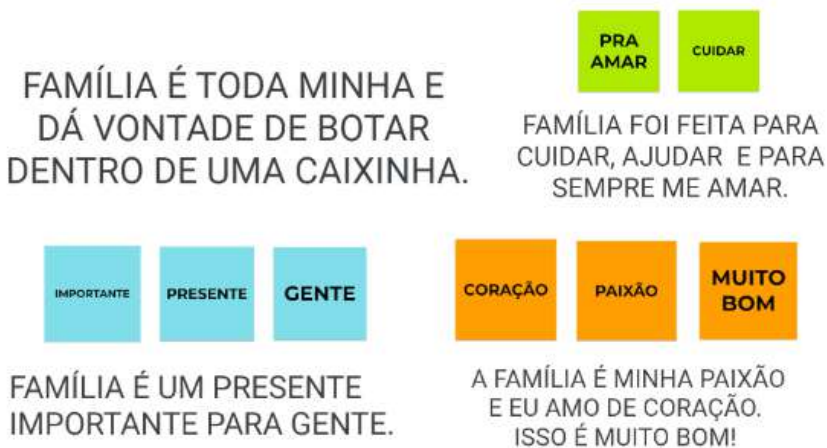 FAMÍLIA É TODA MINHA E
DÁ VONTADE DE BOTAR
DENTRO DE UMA CAIXINHA.
PRA
AMAR
CUIDAR
FAMÍLIA FOI FEITA PARA
CUIDAR, AJUDAR E PARA
SEMPRE ME AMAR.
IMPORTANTE
PRESENTE
GENTE
FAMÍLIA É UM PRESENTE
IMPORTANTE PARA GENTE.
CORAÇÃO
PAIXÃO
MUITO
BOM
A FAMÍLIA É MINHA PAIXÃO
E EU AMO DE CORAÇÃO.
ISSO É MUITO BOM!